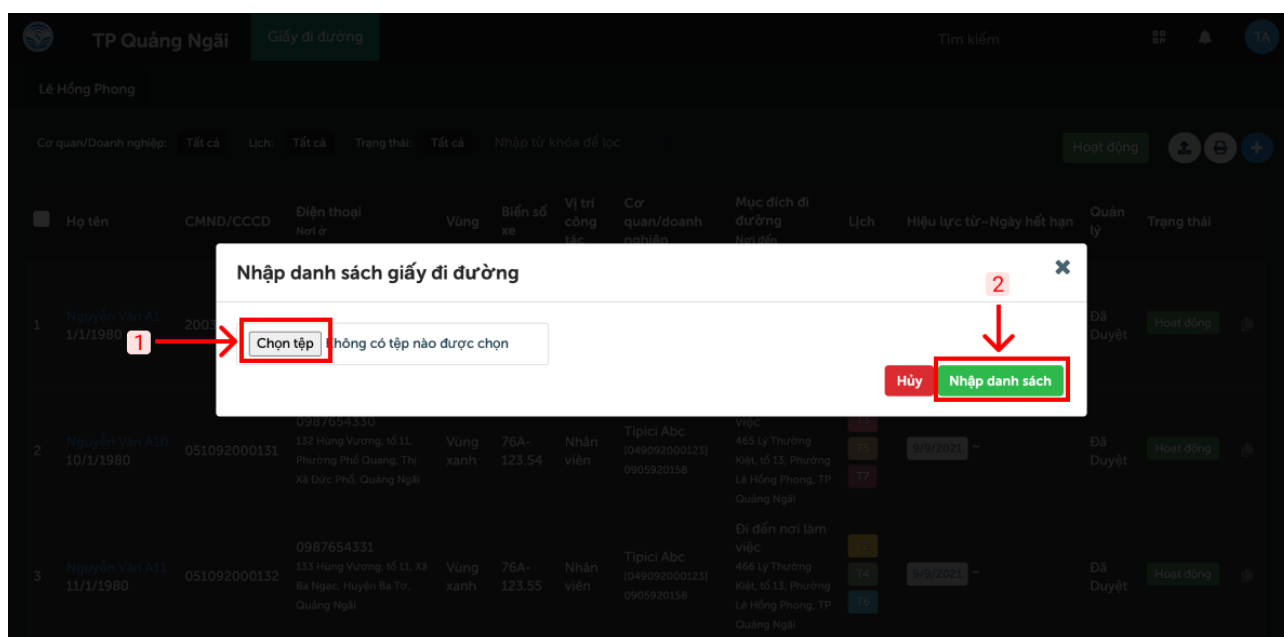 TP Quảng Ngãi
Giấy đi đường
Tìm kiếm
TA
Lê Hồng Phong
Cơ quan/Doanh nghiệp: Tất cả Lịch: Tất cả Trạng thái: Tất cả Nhập từ khóa để lọc
Hoạt động
Họ tên
CMND/CCCD
Điện thoại
Nơi ở
Vùng
Biển số
xe
Vị trí
công
tác
Cơ
quan/doanh
nghiệp
Mục đích đi
đường
Nơi đến
Lịch
Hiệu lực từ–Ngày hết hạn
Quản
lý
Trạng thái
Nhập danh sách giấy đi đường
2
1
Chọn tệp Không có tệp nào được chọn
Hủy
Nhập danh sách
1
Nguyễn Văn A1
1/1/1980
Đã
Duyệt
Hoạt động
2
Nguyễn Văn A10
10/1/1980
051092000131
0987654330
132 Hùng Vương, tổ 11,
Phường Phổ Quang, Thị
Xã Đức Phổ, Quảng Ngãi
Vùng
xanh
76A-
123.54
Nhân
viên
Tipici Abc
(049092000123)
0905920158
việc
465 Lý Thường
Kiệt, tổ 13, Phường
Lê Hồng Phong, TP
Quảng Ngãi
T3
T5
T7
9/9/2021 –
Đã
Duyệt
Hoạt động
3
Nguyễn Văn A11
11/1/1980
051092000132
0987654331
133 Hùng Vương, tổ 11, Xã
Ba Ngạc, Huyện Ba Tơ,
Quảng Ngãi
Vùng
xanh
76A-
123.55
Nhân
viên
Tipici Abc
(049092000123)
0905920158
Đi đến nơi làm
việc
466 Lý Thường
Kiệt, tổ 13, Phường
Lê Hồng Phong, TP
Quảng Ngãi
T2
T4
T6
9/9/2021 –
Đã
Duyệt
Hoạt động